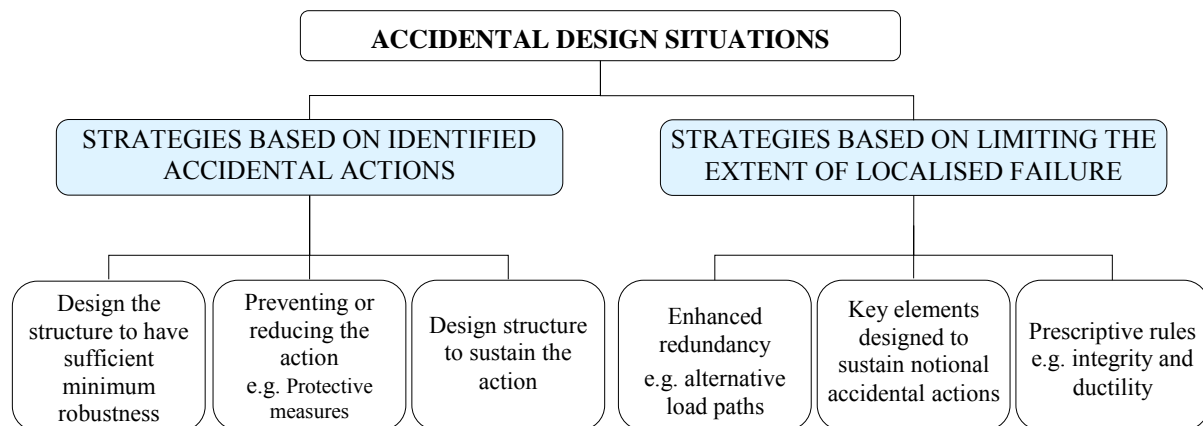 ACCIDENTAL DESIGN SITUATIONS
STRATEGIES BASED ON IDENTIFIED
ACCIDENTAL ACTIONS
STRATEGIES BASED ON LIMITING THE
EXTENT OF LOCALISED FAILURE
Design the
structure to have
sufficient
minimum
robustness
Preventing or
reducing the
action
e.g. Protective
measures
Design structure
to sustain the
action
Enhanced
redundancy
e.g. alternative
load paths
Key elements
designed to
sustain notional
accidental actions
Prescriptive rules
e.g. integrity and
ductility